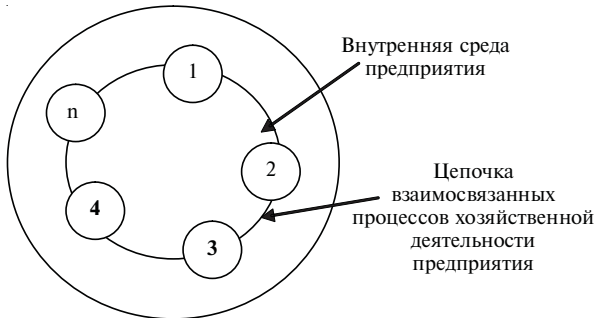 1
Внутренняя среда
предприятия
n
2
Цепочка
взаимосвязанных
процессов хозяйственной
деятельности
предприятия
4
3